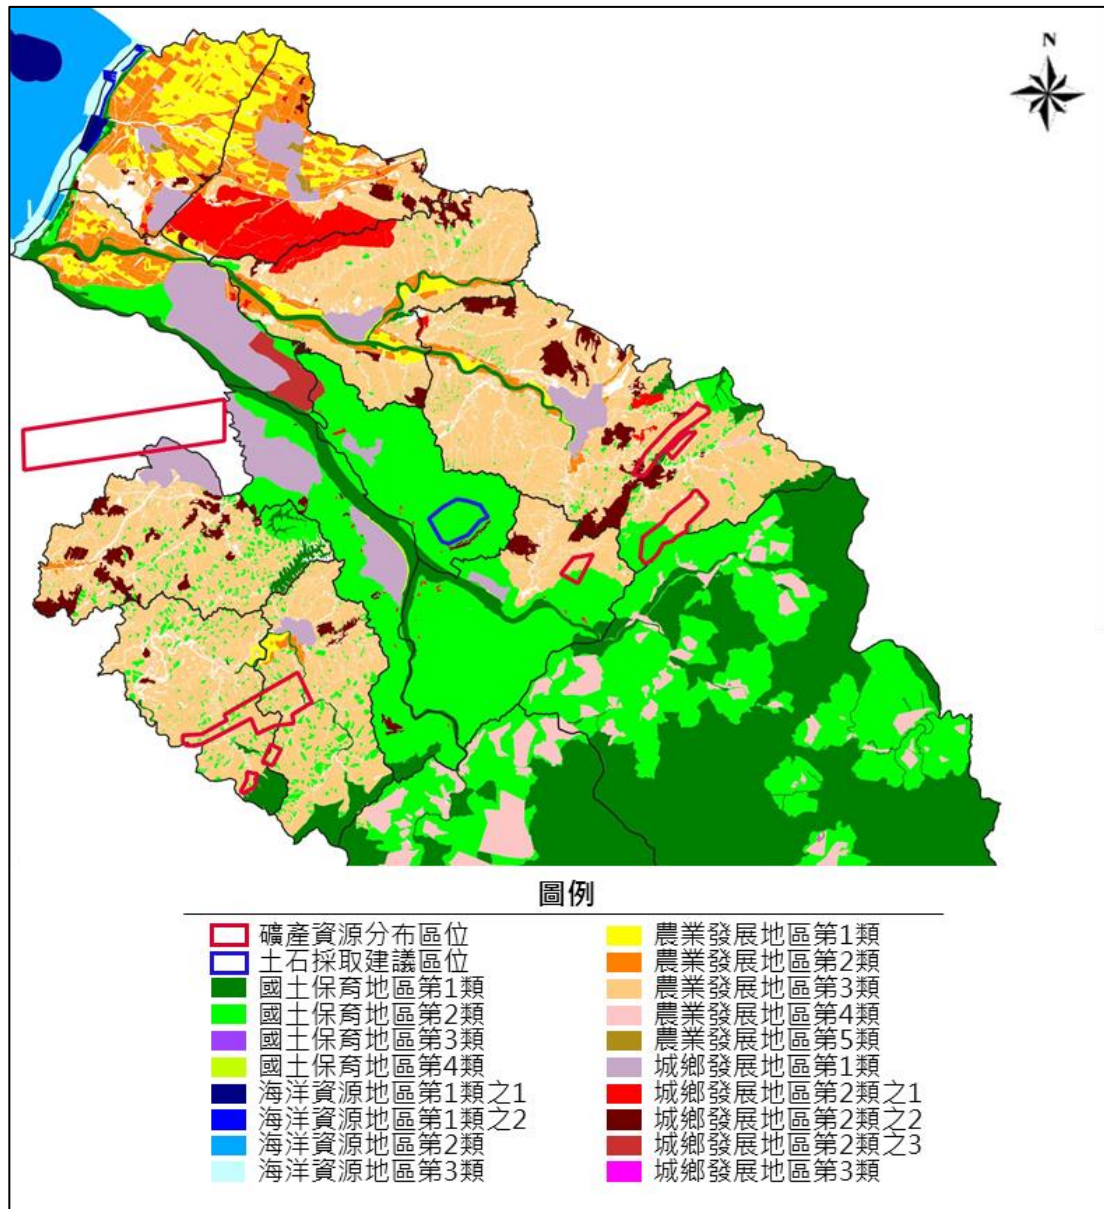 N
圖例
礦產資源分布區位
土石採取建議區位
國土保育地區第1類
國土保育地區第2類
國土保育地區第3類
國土保育地區第4類
海洋資源地區第1類之1
海洋資源地區第1類之2
海洋資源地區第2類
海洋資源地區第3類
農業發展地區第1類
農業發展地區第2類
農業發展地區第3類
農業發展地區第4類
農業發展地區第5類
城鄉發展地區第1類
城鄉發展地區第2類之1
城鄉發展地區第2類之2
城鄉發展地區第2類之3
城鄉發展地區第3類